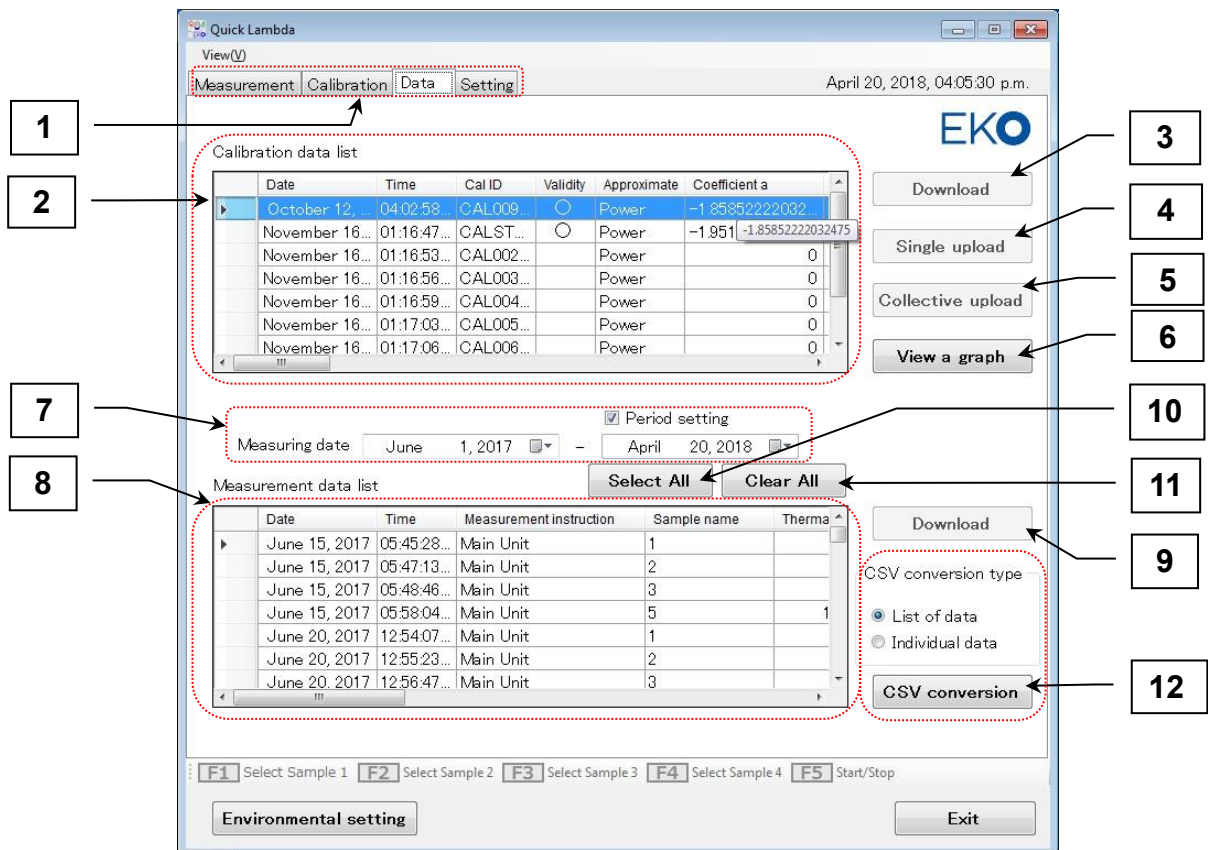 Quick Lambda
View(V)
Measurement Calibration Data Setting April 20, 2018, 04:05:30 p.m.
1
EKO
3
Calibration data list
2
Date Time Cal ID Validity Approximate Coefficient a
Download
October 12, ... 04:02:58... CAL009... ○ Power -1.85852222032...
4
November 16... 01:16:47... CALST... ○ Power -1.951
-1.85852222032475
Single upload
November 16... 01:16:53... CAL002... Power 0
November 16... 01:16:56... CAL003... Power 0
5
November 16... 01:16:59... CAL004... Power 0
Collective upload
November 16... 01:17:03... CAL005... Power 0
6
November 16... 01:17:06... CAL006... Power 0
View a graph
7
Period setting
10
Measuring date June 1, 2017 – April 20, 2018
8
Measurement data list
Select All Clear All
11
Date Time Measurement instruction Sample name Therma
Download
June 15, 2017 05:45:28... Main Unit 1
June 15, 2017 05:47:13... Main Unit 2
9
June 15, 2017 05:48:46... Main Unit 3
CSV conversion type
June 15, 2017 05:58:04... Main Unit 5 1
List of data
June 20, 2017 12:54:07... Main Unit 1
Individual data
June 20, 2017 12:55:23... Main Unit 2
June 20, 2017 12:56:47... Main Unit 3
CSV conversion
12
F1 Select Sample 1 F2 Select Sample 2 F3 Select Sample 3 F4 Select Sample 4 F5 Start/Stop
Environmental setting Exit